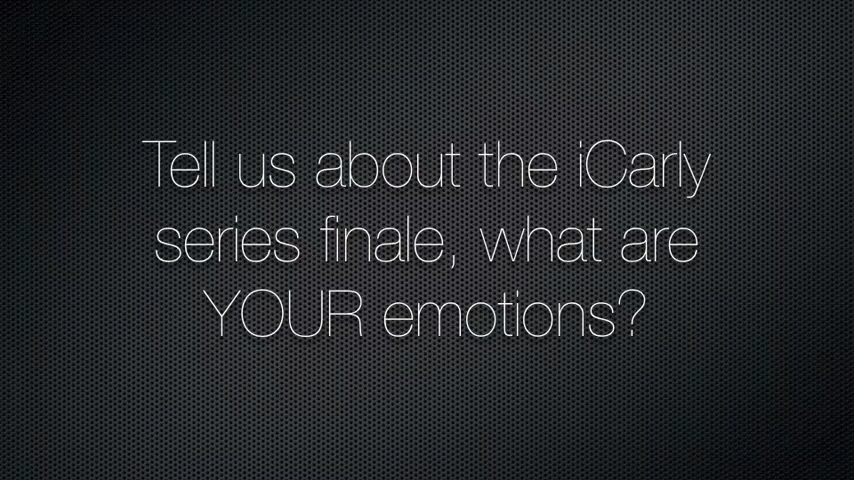 Tell us about the iCarly
series finale, what are
YOUR emotions?